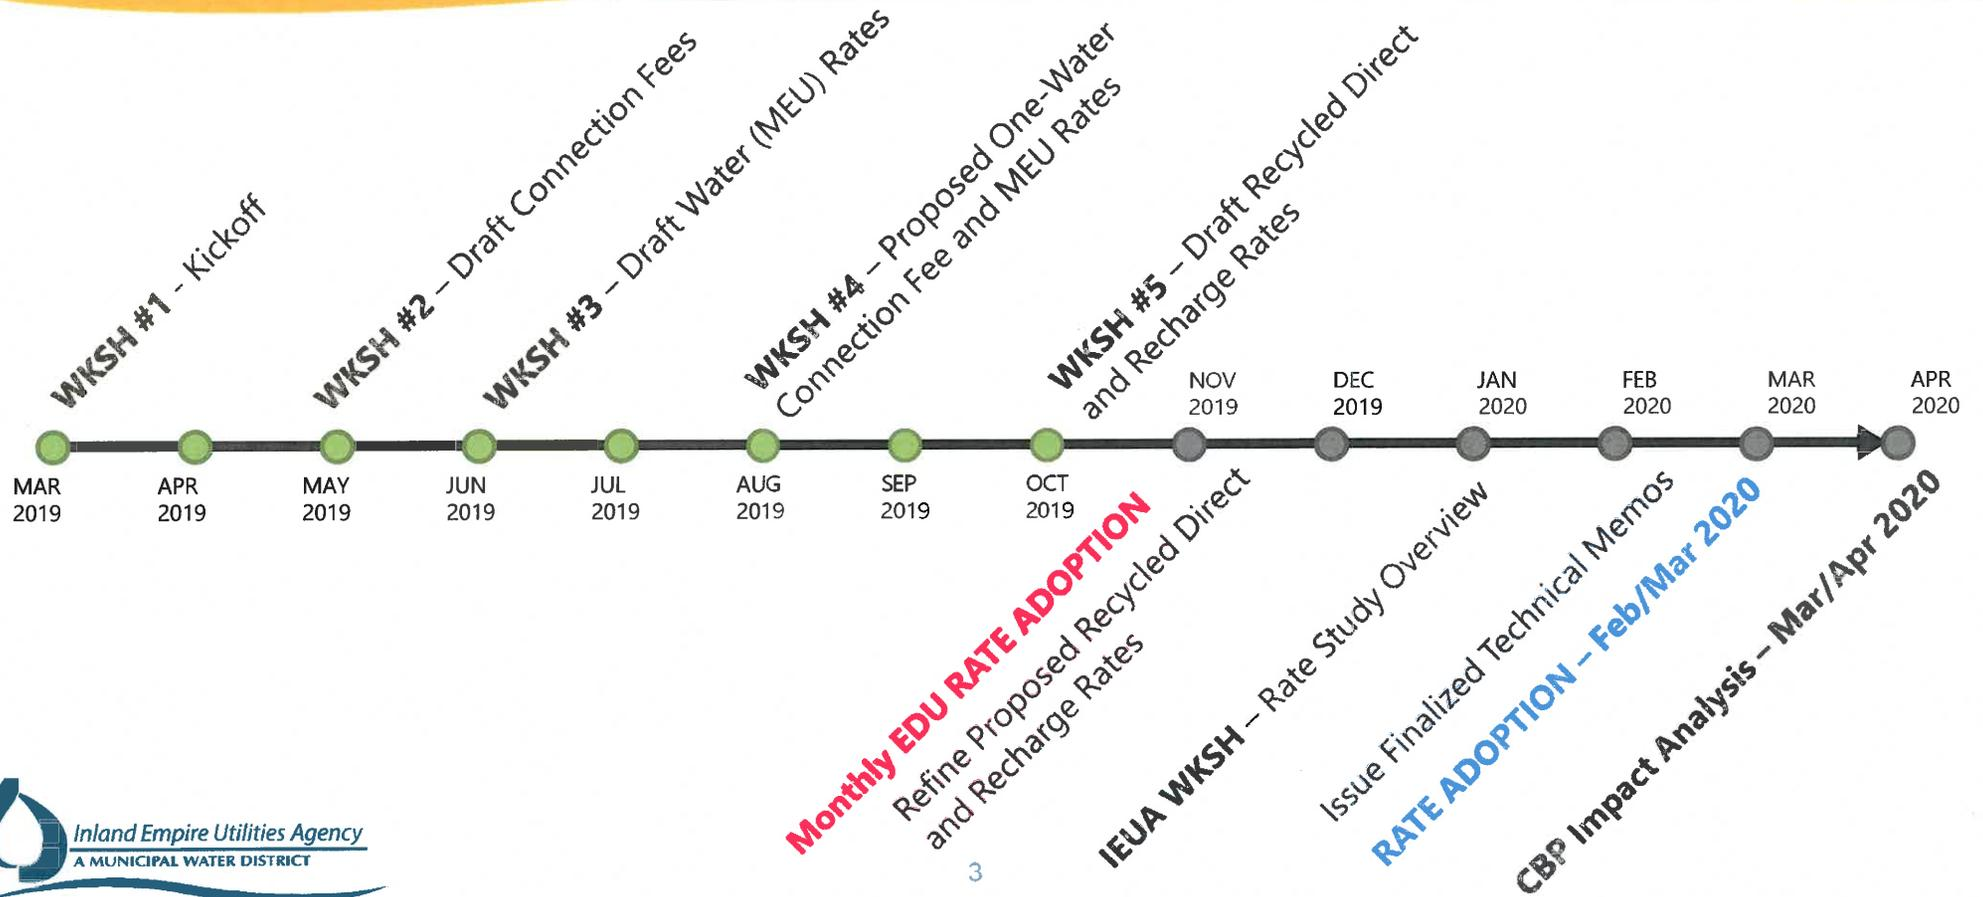 WKSH #1 - Kickoff
WKSH #2 – Draft Connection Fees
WKSH #3 – Draft Water (MEU) Rates
WKSH #4 – Proposed One-Water
Connection Fee and MEU Rates
WKSH #5 – Draft Recycled Direct
and Recharge Rates
NOV
2019
DEC
2019
JAN
2020
FEB
2020
MAR
2020
APR
2020
MAR
2019
APR
2019
MAY
2019
JUN
2019
JUL
2019
AUG
2019
SEP
2019
OCT
2019
Monthly EDU RATE ADOPTION
Refine Proposed Recycled Direct
and Recharge Rates
IEUA WKSH – Rate Study Overview
Issue Finalized Technical Memos
RATE ADOPTION – Feb/Mar 2020
CBP Impact Analysis – Mar/Apr 2020
Inland Empire Utilities Agency
A MUNICIPAL WATER DISTRICT
3